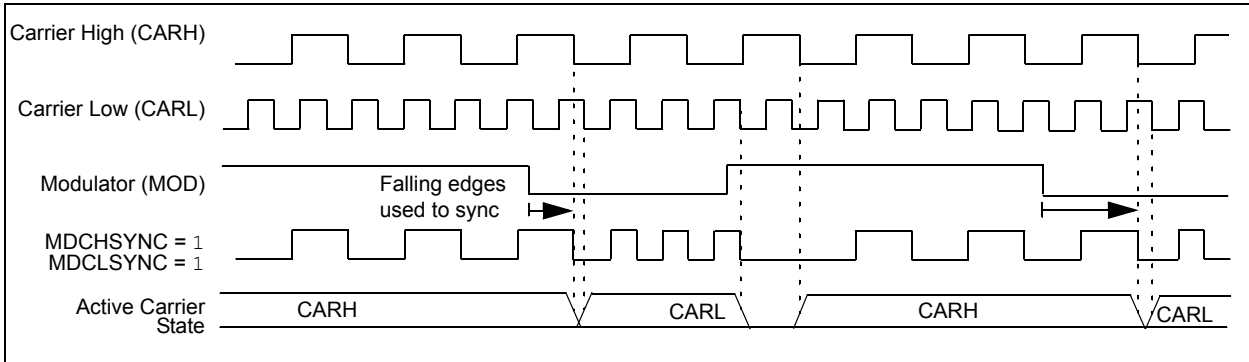 Carrier High (CARH)
Carrier Low (CARL)
Modulator (MOD)
Falling edges
used to sync
MDCHSYNC = 1
MDCLSYNC = 1
Active Carrier
State
CARH
CARL
CARH
CARL